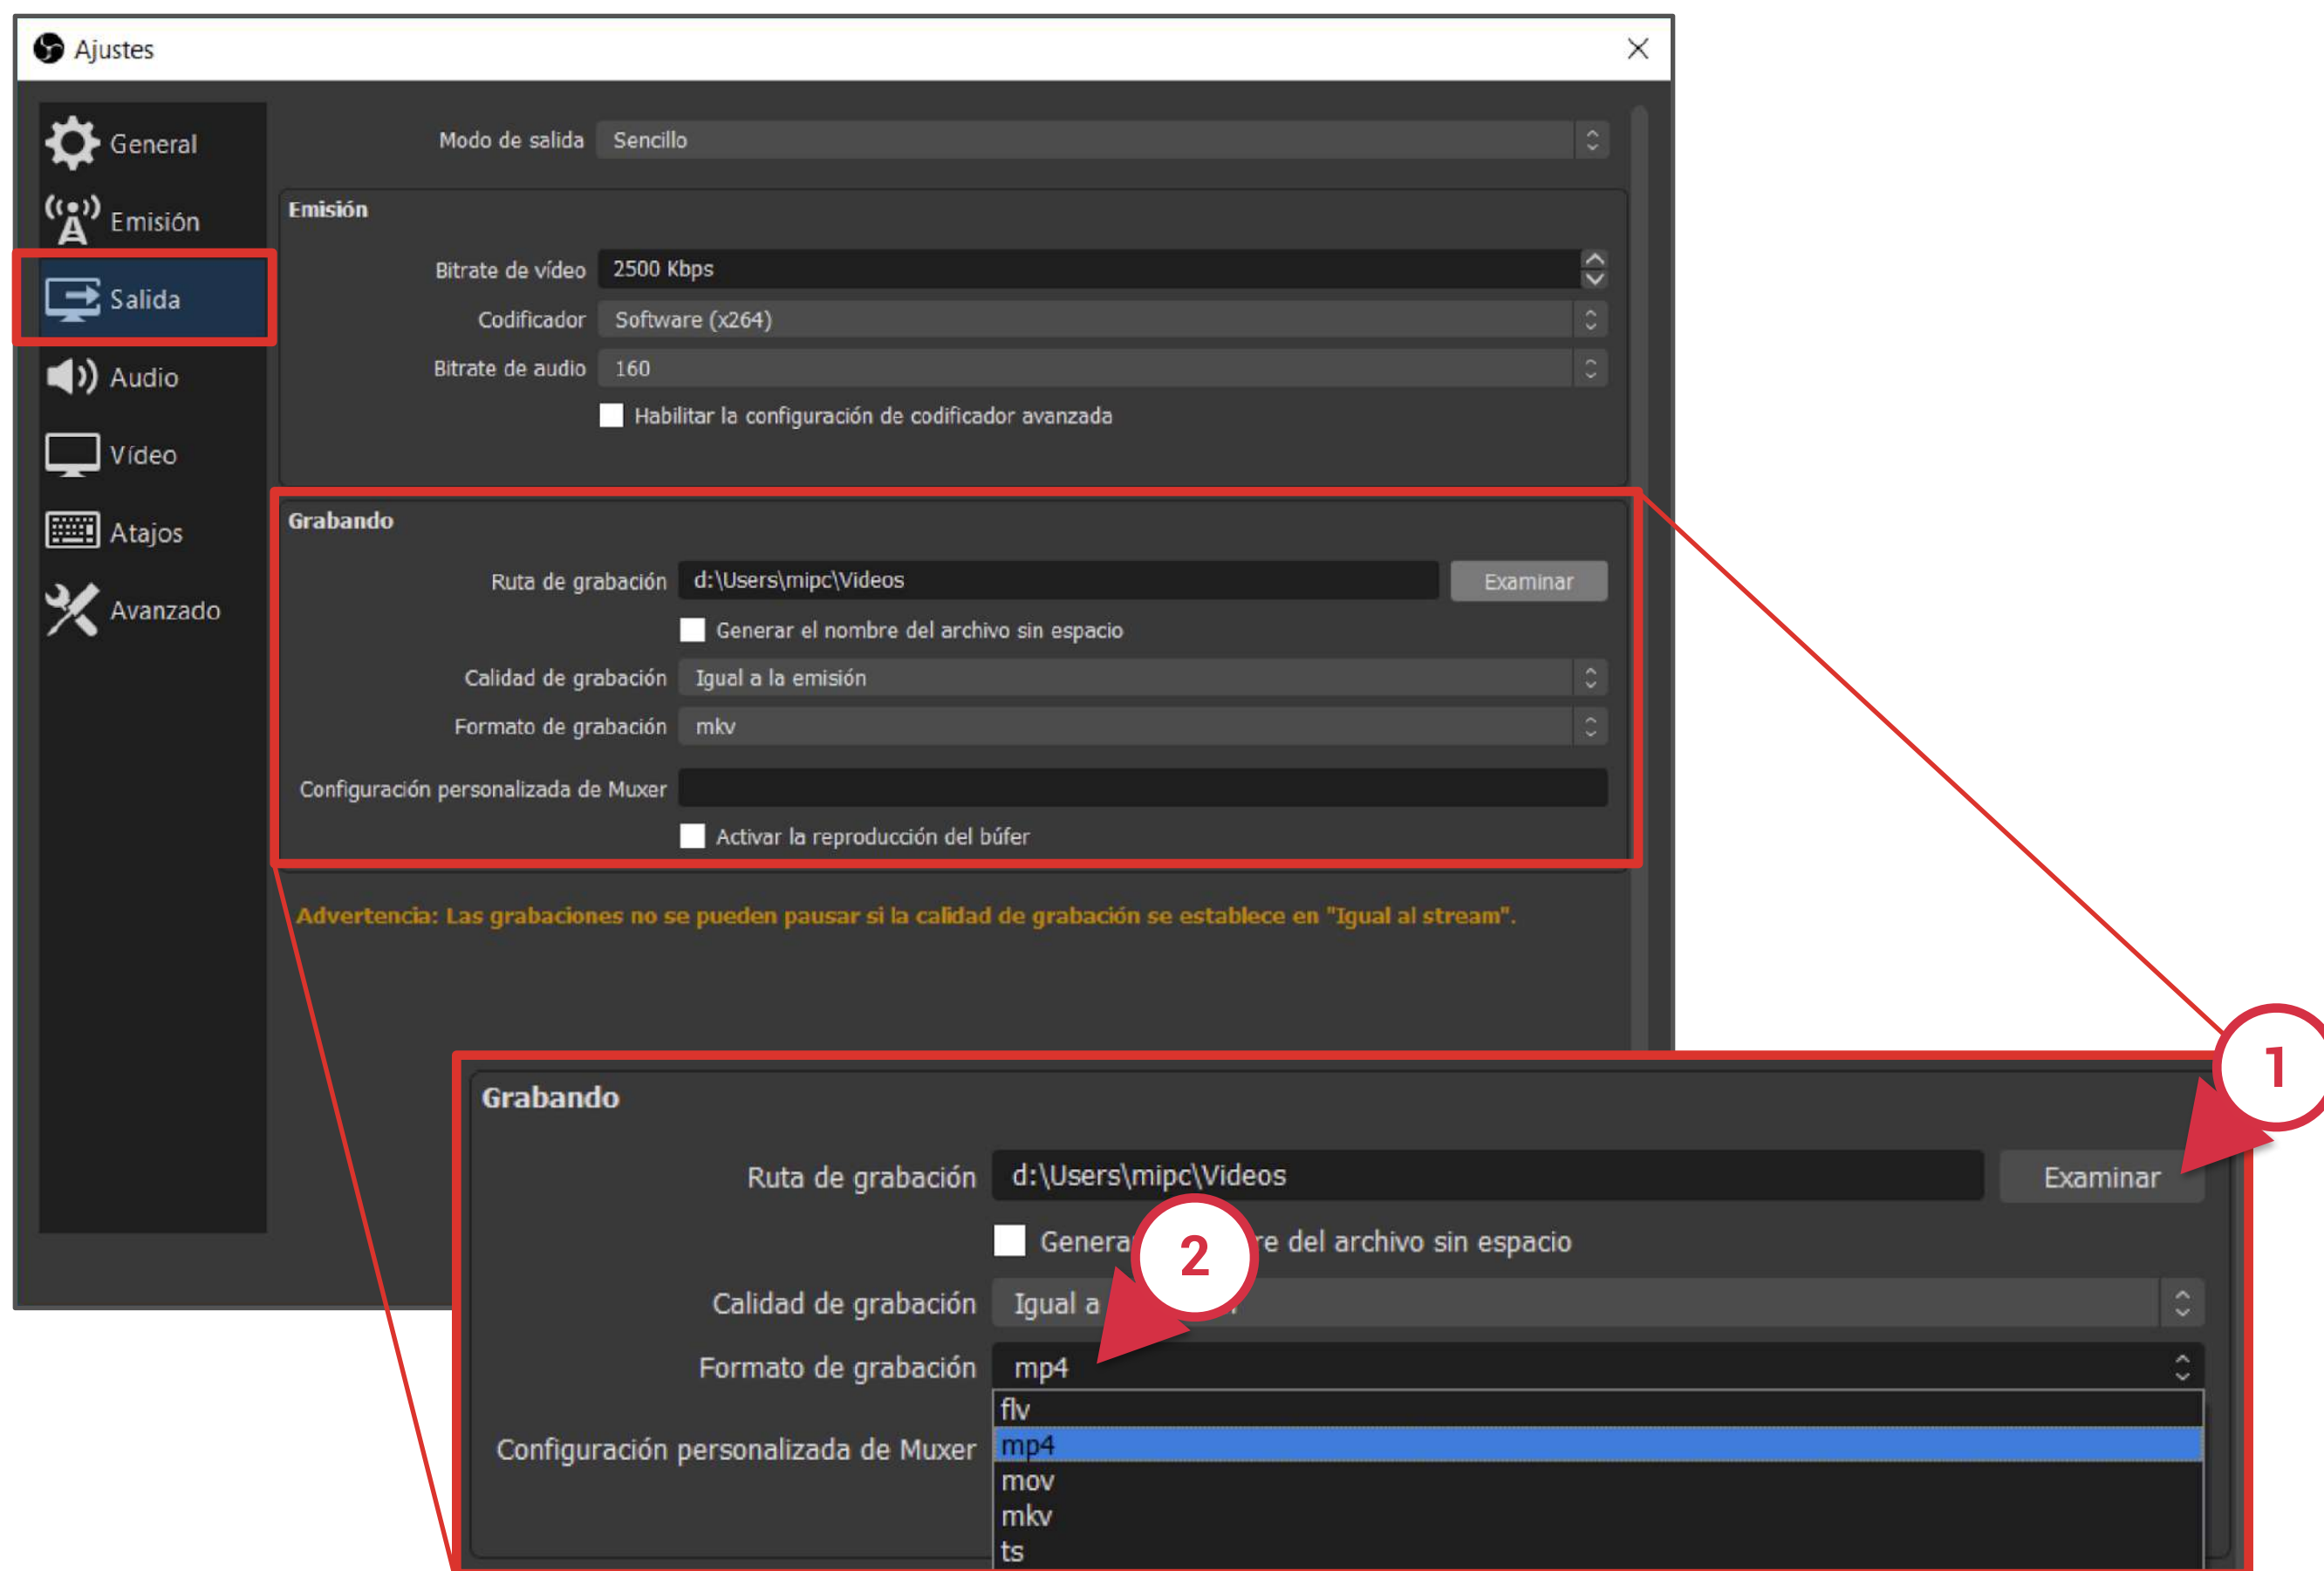 Ajustes
General
Emisión
Salida
Audio
Vídeo
Atajos
Avanzado
Modo de salida Sencillo
Emisión
Bitrate de vídeo 2500 Kbps
Codificador Software (x264)
Bitrate de audio 160
Habilitar la configuración de codificador avanzada
Grabando
Ruta de grabación d:\Users\mipc\Videos Examinar
Generar el nombre del archivo sin espacio
Calidad de grabación Igual a la emisión
Formato de grabación mkv
Configuración personalizada de Muxer
Activar la reproducción del búfer
Advertencia: Las grabaciones no se pueden pausar si la calidad de grabación se establece en "Igual al stream".
1
Grabando
Ruta de grabación d:\Users\mipc\Videos Examinar
2
del archivo sin espacio
Calidad de grabación Igual a
Formato de grabación mp4
flv
Configuración personalizada de Muxer mp4
mov
mkv
ts